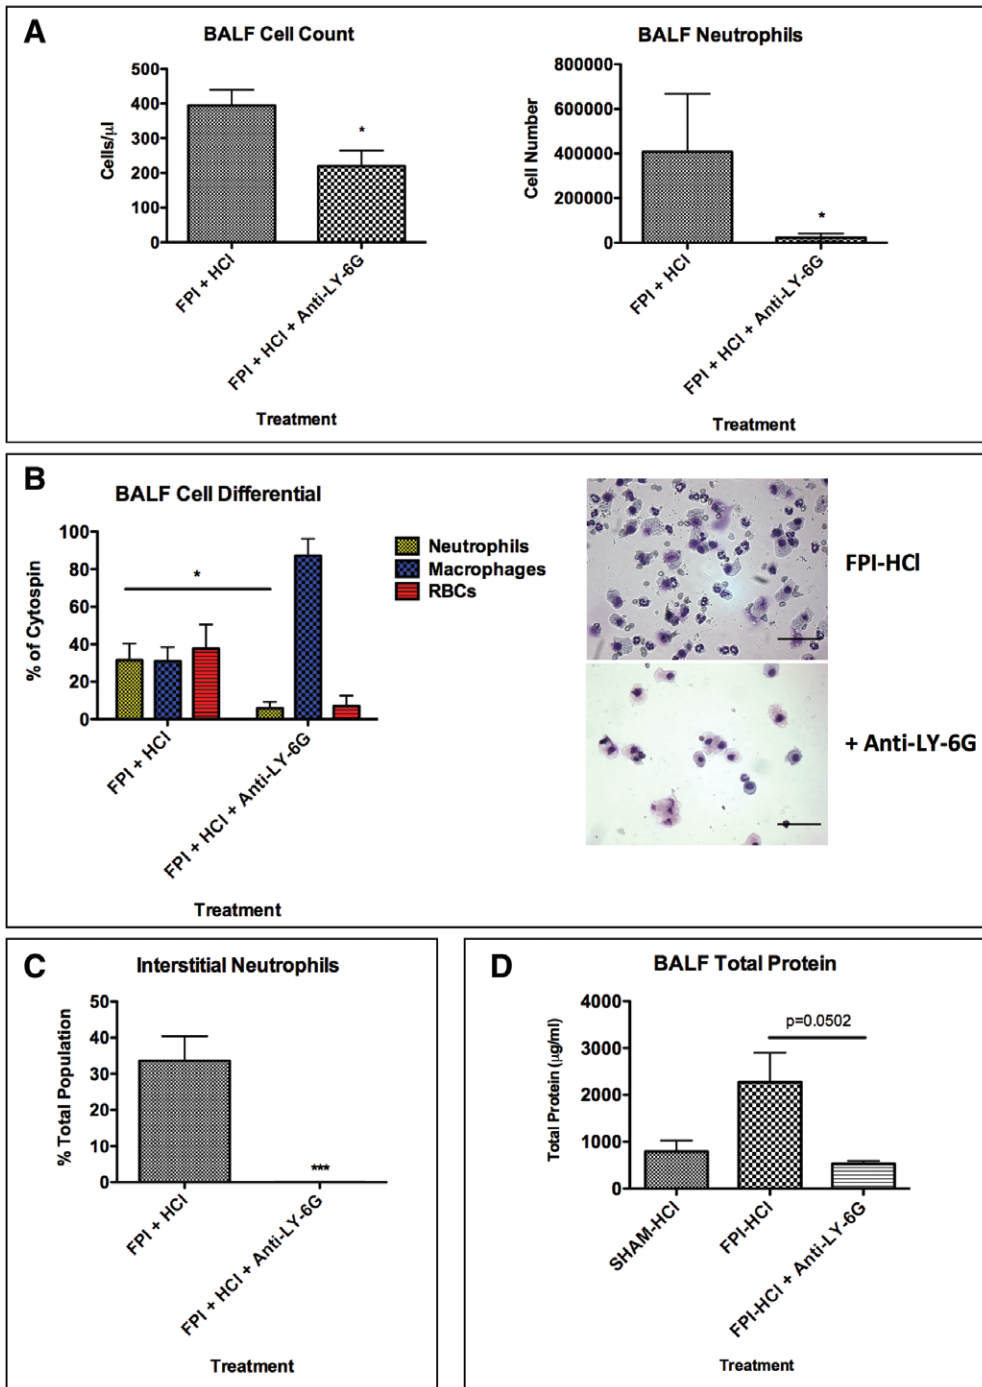 A
BALF Cell Count
500
400
300
200
100
0
Cells/µl
*
FPI + HCl
FPI + HCl + Anti-LY-6G
Treatment
BALF Neutrophils
800000
600000
400000
200000
0
Cell Number
*
FPI + HCl
FPI + HCl + Anti-LY-6G
Treatment
B
BALF Cell Differential
100
80
60
40
20
0
% of Cytospin
*
Neutrophils
Macrophages
RBCs
FPI + HCl
FPI + HCl + Anti-LY-6G
Treatment
FPI-HCl
+ Anti-LY-6G
C
Interstitial Neutrophils
50
40
30
20
10
0
% Total Population
***
FPI + HCl
FPI + HCl + Anti-LY-6G
Treatment
D
BALF Total Protein
4000
3000
2000
1000
0
Total Protein (µg/ml)
p=0.0502
SHAM-HCl
FPI-HCl
FPI-HCl + Anti-LY-6G
Treatment